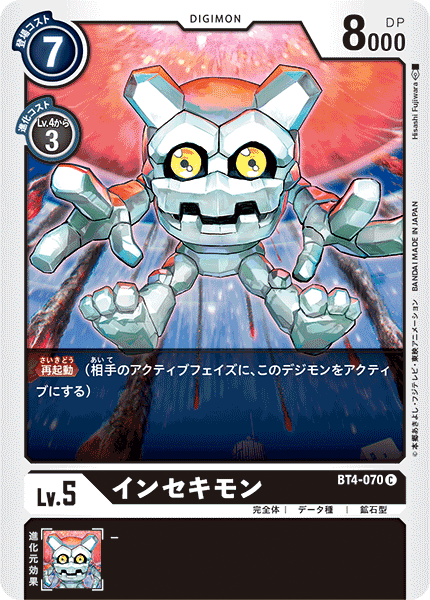 登場コスト
7
DIGIMON
DP
8000
進化コスト
Lv.4から
3
Hisashi Fujiwara
BANDAI MADE IN JAPAN
©本郷あきよし・フジテレビ・東映アニメーション
さいきどう
あいて
再起動 (相手のアクティブフェイズに、このデジモンをアクティ
ブにする)
BT4-070 C
Lv.5
インセキモン
完全体 | データ種 | 鉱石型
進化元効果
－